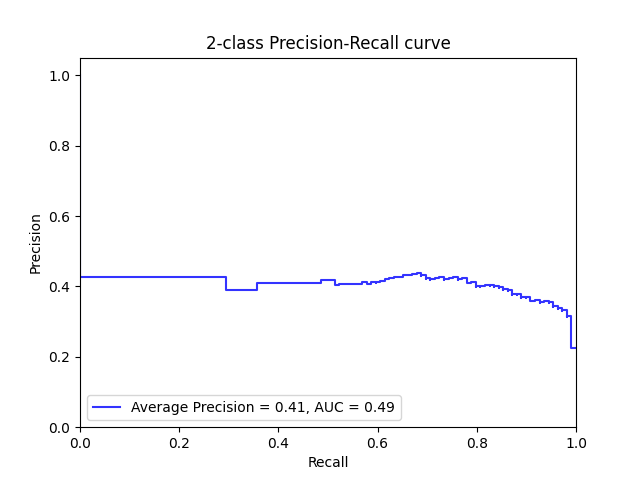 2-class Precision-Recall curve
1.0
0.8
0.6
0.4
0.2
0.0
Precision
Average Precision = 0.41, AUC = 0.49
0.0 0.2 0.4 0.6 0.8 1.0
Recall